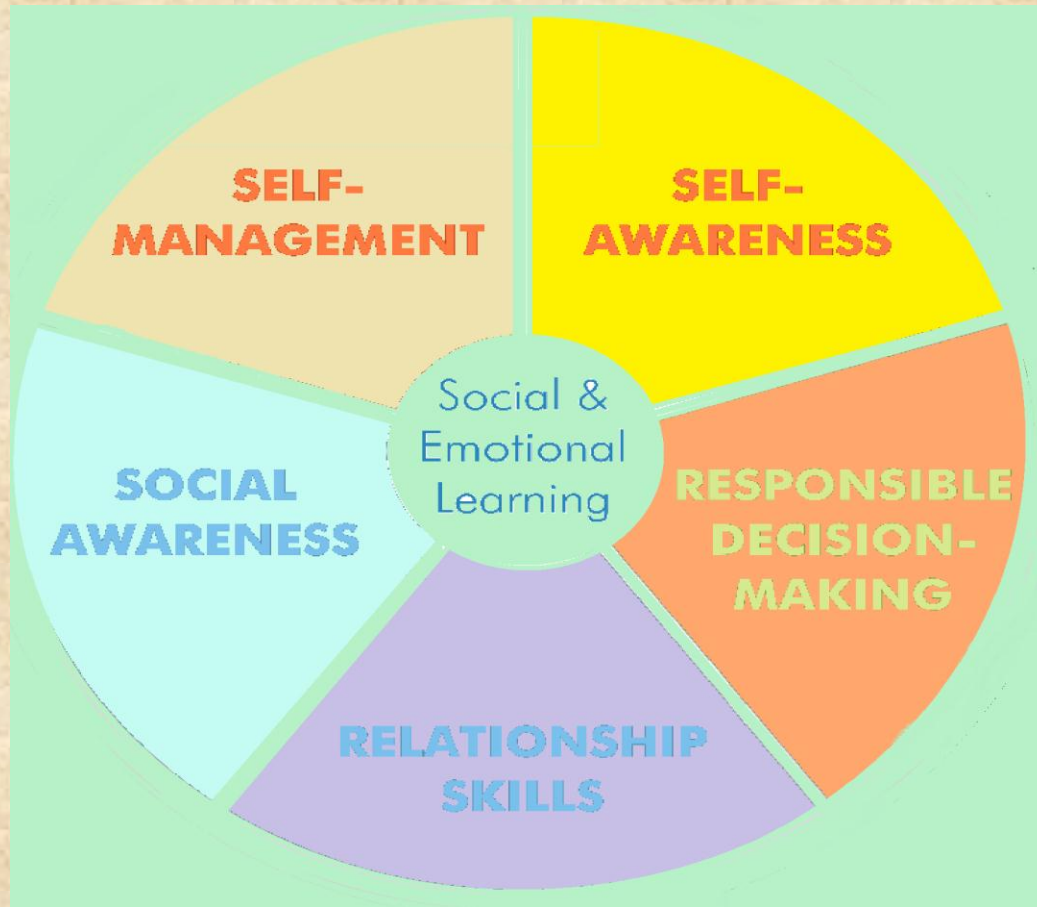 SELF-
MANAGEMENT
SELF-
AWARENESS
Social &
Emotional
Learning
SOCIAL
AWARENESS
RESPONSIBLE
DECISION-
MAKING
RELATIONSHIP
SKILLS